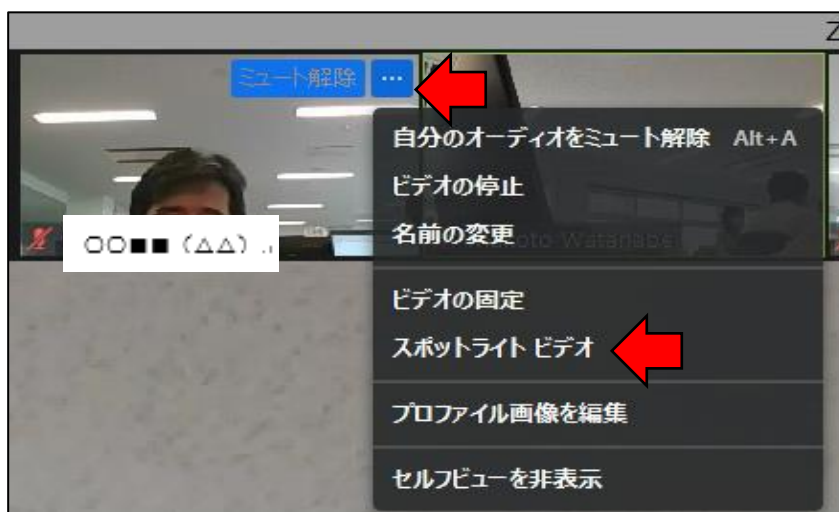 Z
ミュート解除 ...
自分のオーディオをミュート解除 Alt+A
ビデオの停止
名前の変更
oto Watanabe
〇〇■■（△△）
ビデオの固定
スポットライト ビデオ
プロファイル画像を編集
セルフビューを非表示